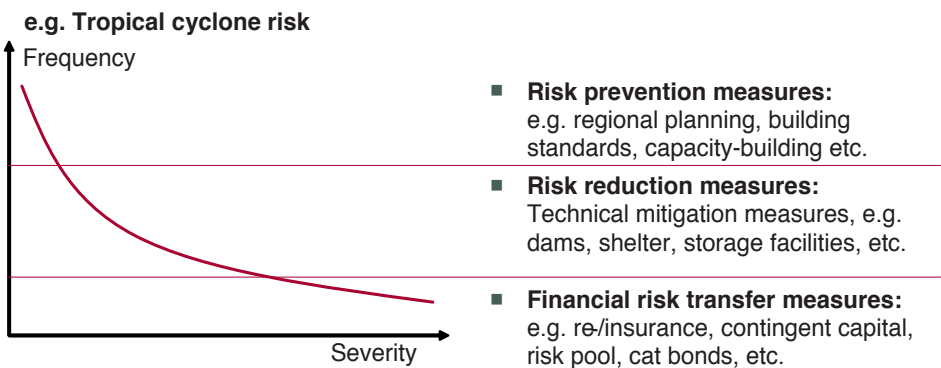 e.g. Tropical cyclone risk
Frequency
Severity
■ Risk prevention measures:
e.g. regional planning, building
standards, capacity-building etc.
■ Risk reduction measures:
Technical mitigation measures, e.g.
dams, shelter, storage facilities, etc.
■ Financial risk transfer measures:
e.g. re-/insurance, contingent capital,
risk pool, cat bonds, etc.